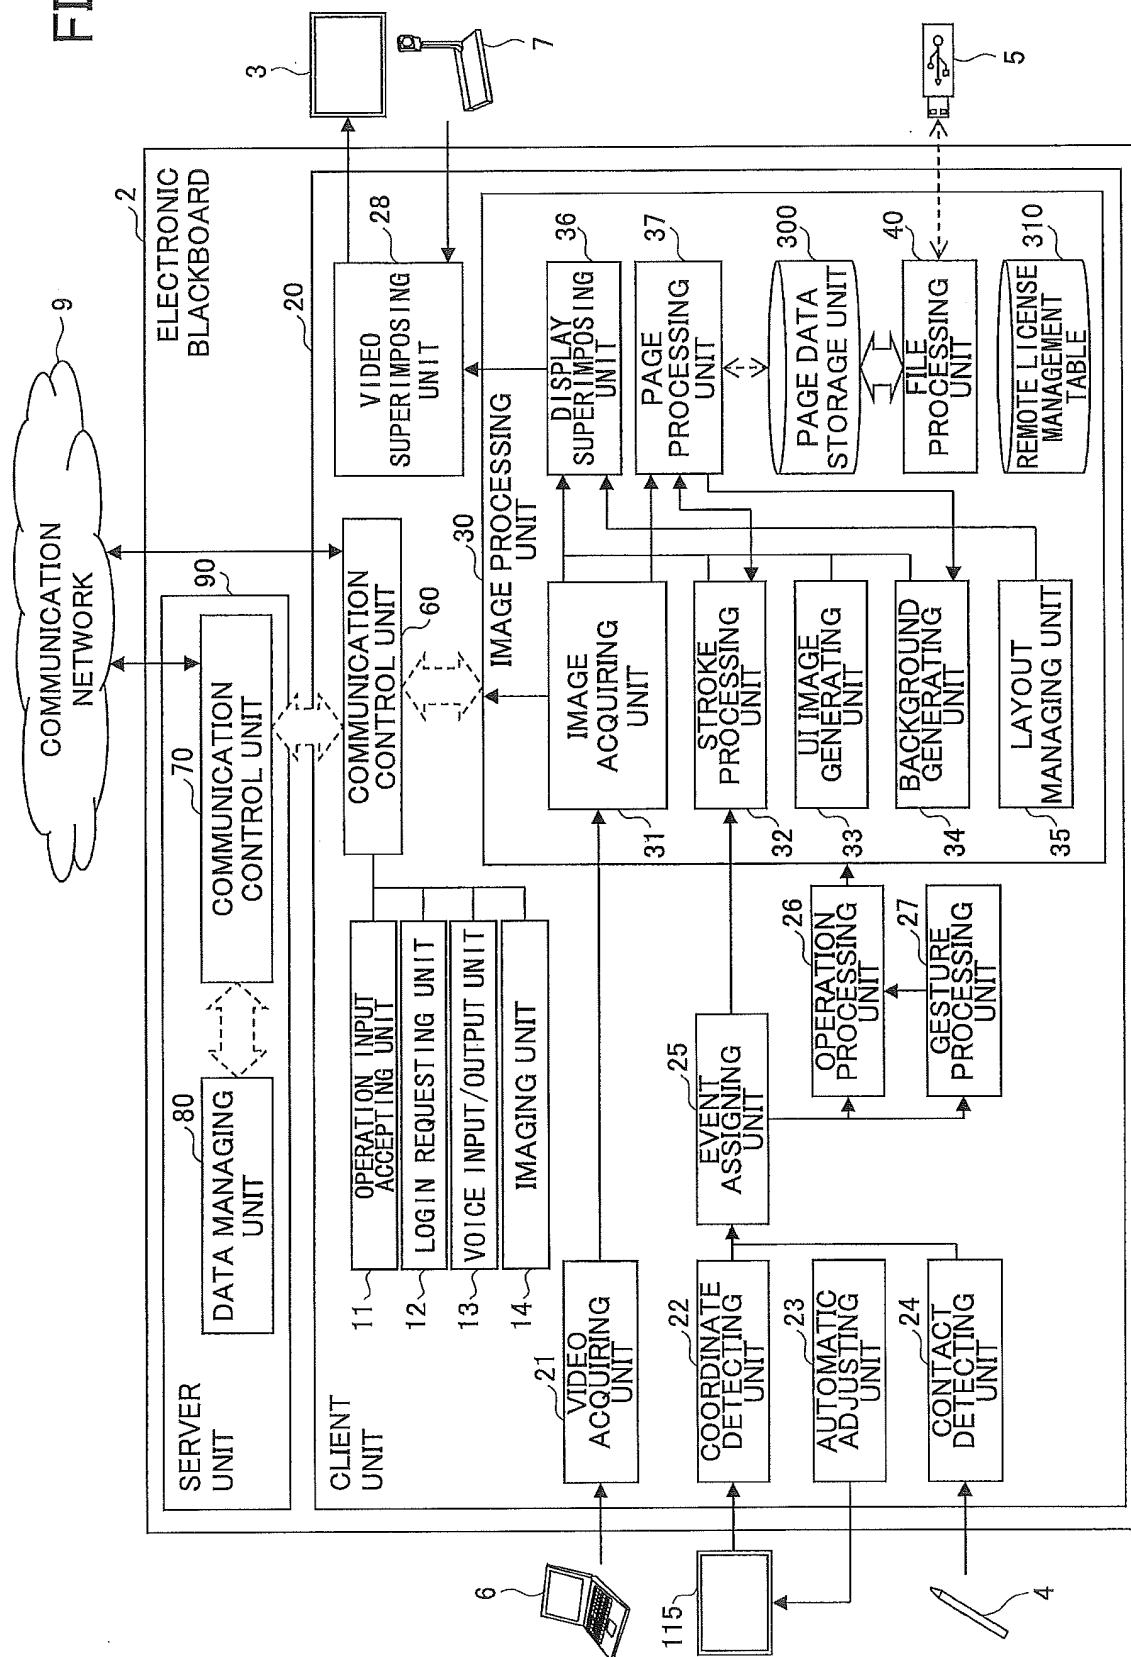 FI
COMMUNICATION
NETWORK
9
2
ELECTRONIC
BLACKBOARD
SERVER
UNIT
90
80
DATA MANAGING
UNIT
70
COMMUNICATION
CONTROL UNIT
CLIENT
UNIT
20
11
OPERATION INPUT
ACCEPTING UNIT
12
LOGIN REQUESTING UNIT
13
VOICE INPUT/OUTPUT UNIT
14
IMAGING UNIT
COMMUNICATION
CONTROL UNIT
60
VIDEO
SUPERIMPOSING
UNIT
28
3
7
6
21
VIDEO
ACQUIRING
UNIT
115
22
COORDINATE
DETECTING
UNIT
23
AUTOMATIC
ADJUSTING
UNIT
24
CONTACT
DETECTING
UNIT
4
25
EVENT
ASSIGNING
UNIT
26
OPERATION
PROCESSING
UNIT
27
GESTURE
PROCESSING
UNIT
30
IMAGE PROCESSING
UNIT
IMAGE
ACQUIRING
UNIT
31
STROKE
PROCESSING
UNIT
32
UI IMAGE
GENERATING
UNIT
33
BACKGROUND
GENERATING
UNIT
34
LAYOUT
MANAGING UNIT
35
DISPLAY
SUPERIMPOSING
UNIT
36
PAGE
PROCESSING
UNIT
37
PAGE DATA
STORAGE UNIT
300
FILE
PROCESSING
UNIT
40
REMOTE LICENSE
MANAGEMENT
TABLE
310
5